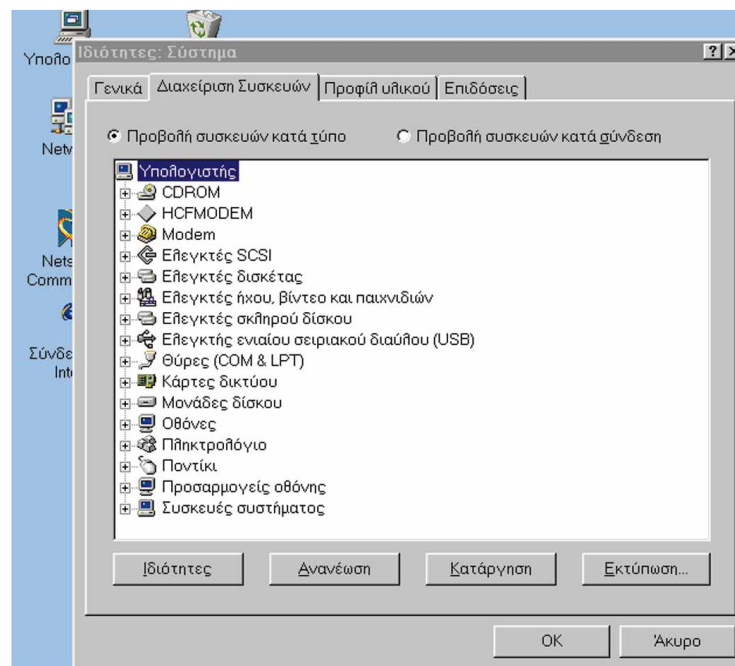 Ιδιότητες: Σύστημα
Γενικά
Διαχείριση Συσκευών
Προφίλ υλικού
Επιδόσεις
Προβολή συσκευών κατά τύπο
Προβολή συσκευών κατά σύνδεση
Υπολογιστής
CDROM
HCFMODEM
Modem
Ελεγκτές SCSI
Ελεγκτές δισκέτας
Ελεγκτές ήχου, βίντεο και παιχνιδιών
Ελεγκτές σκληρού δίσκου
Ελεγκτής ενιαίου σειριακού διαύλου (USB)
Θύρες (COM & LPT)
Κάρτες δικτύου
Μονάδες δίσκου
Οθόνες
Πληκτρολόγιο
Ποντίκι
Προσαρμογείς οθόνης
Συσκευές συστήματος
Ιδιότητες
Ανανέωση
Κατάργηση
Εκτύπωση...
OK
Άκυρο